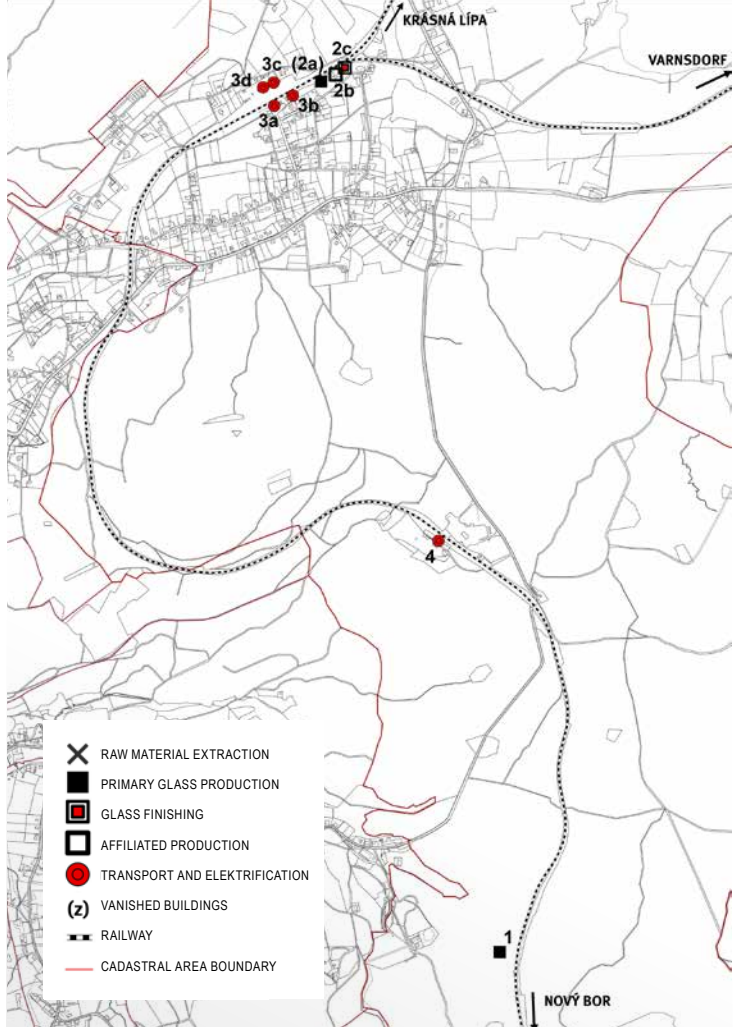 KRÁSNÁ LÍPA
2c
3c (2a)
VARNSDORF
3d
2b
3b
3a
4
RAW MATERIAL EXTRACTION
PRIMARY GLASS PRODUCTION
GLASS FINISHING
AFFILIATED PRODUCTION
TRANSPORT AND ELEKTRIFICATION
(z) VANISHED BUILDINGS
RAILWAY
CADASTRAL AREA BOUNDARY
1
NOVÝ BOR